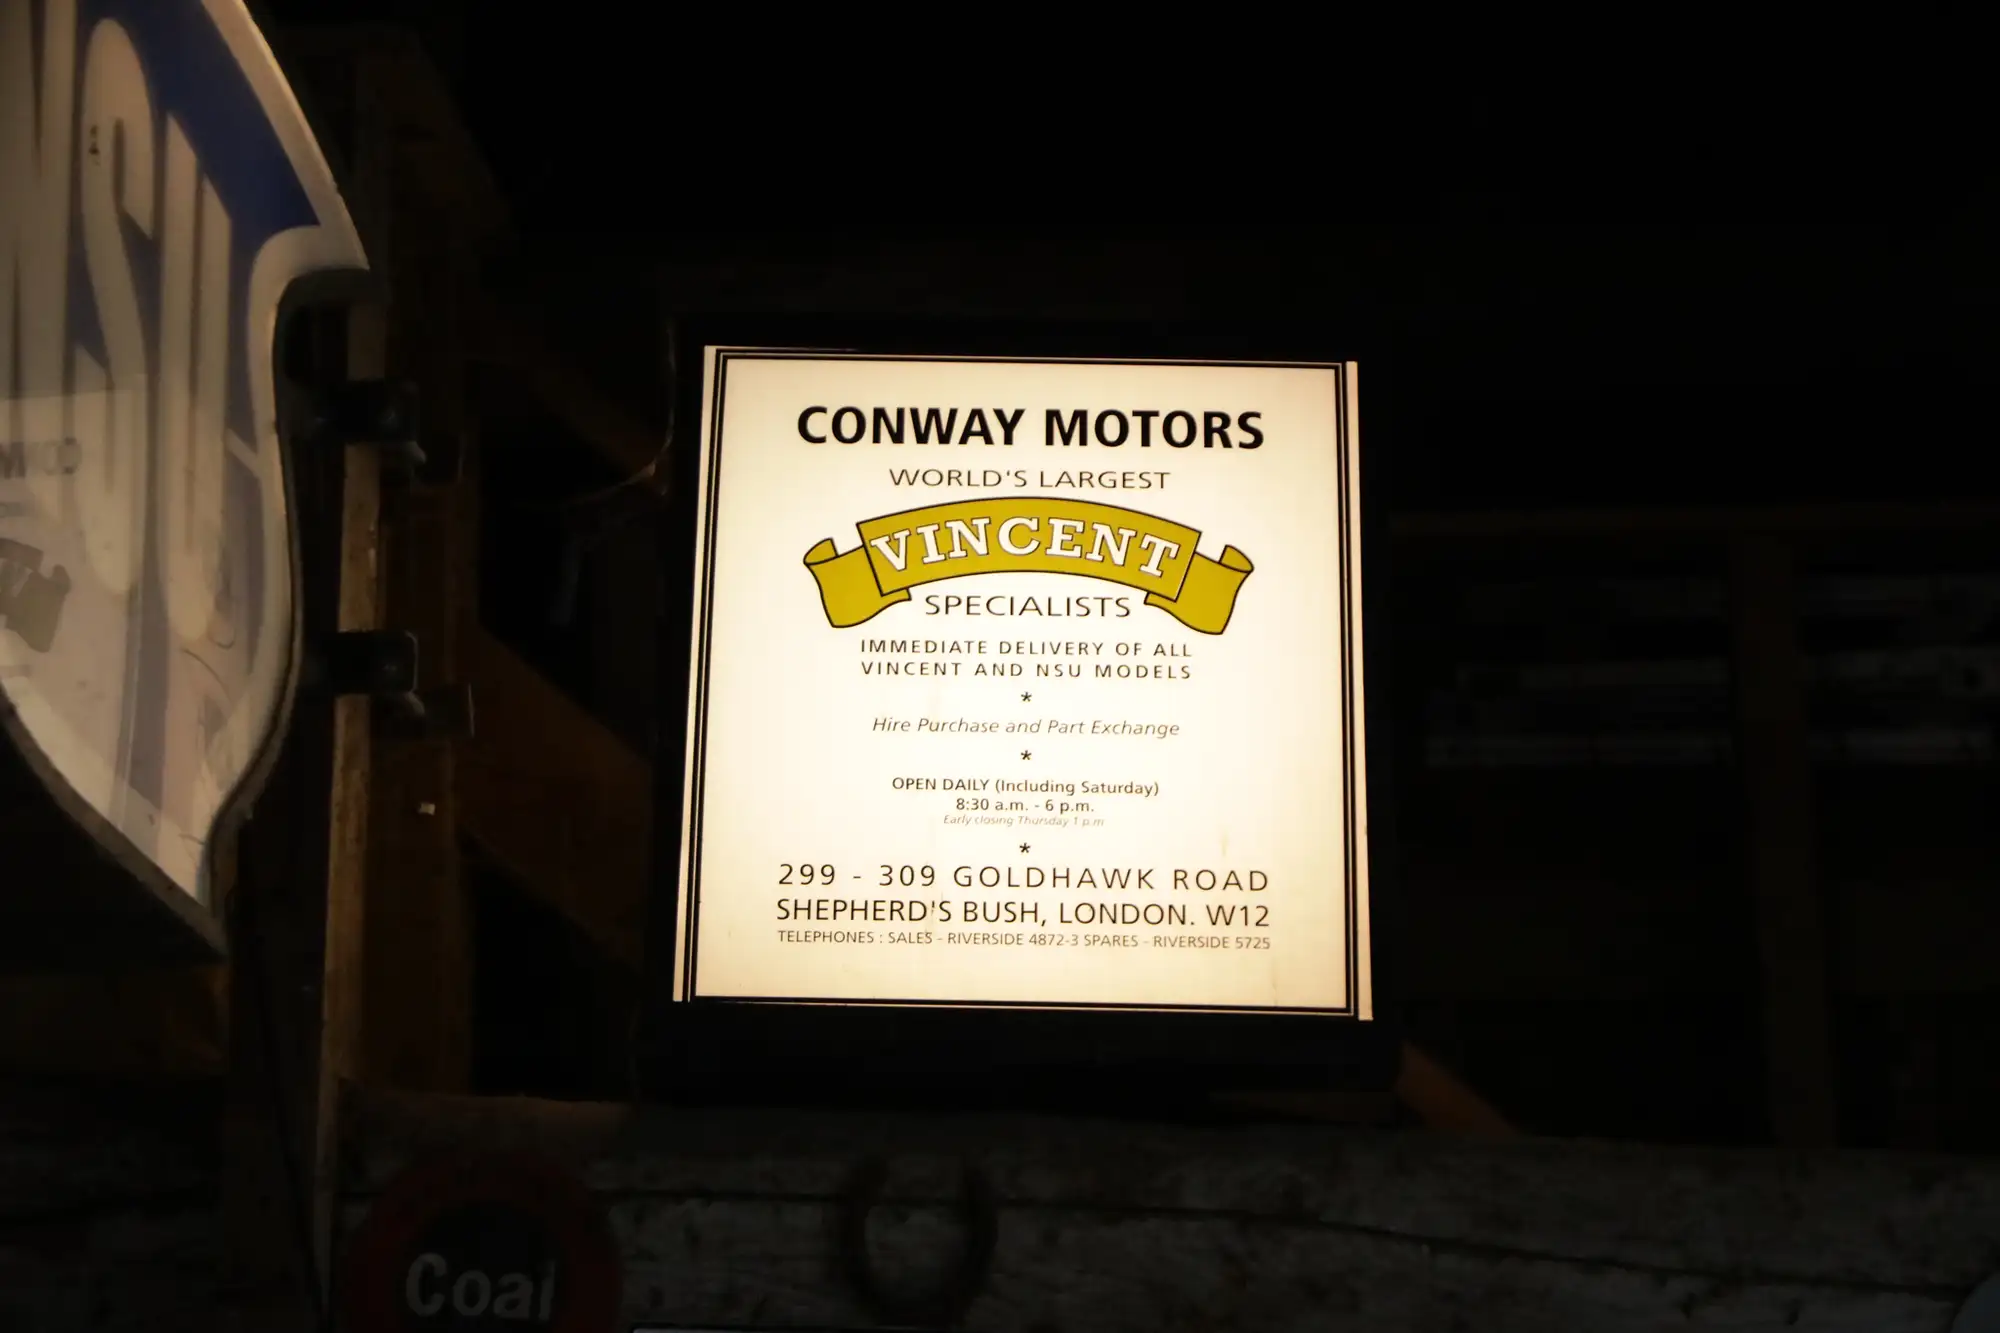 NSU
CONWAY MOTORS
WORLD'S LARGEST
VINCENT
SPECIALISTS
IMMEDIATE DELIVERY OF ALL
VINCENT AND NSU MODELS
*
Hire Purchase and Part Exchange
*
OPEN DAILY (Including Saturday)
8:30 a.m. - 6 p.m.
Early closing Thursday 1 p.m
*
299 - 309 GOLDHAWK ROAD
SHEPHERD'S BUSH, LONDON. W12
TELEPHONES : SALES - RIVERSIDE 4872-3 SPARES - RIVERSIDE 5725
Coal